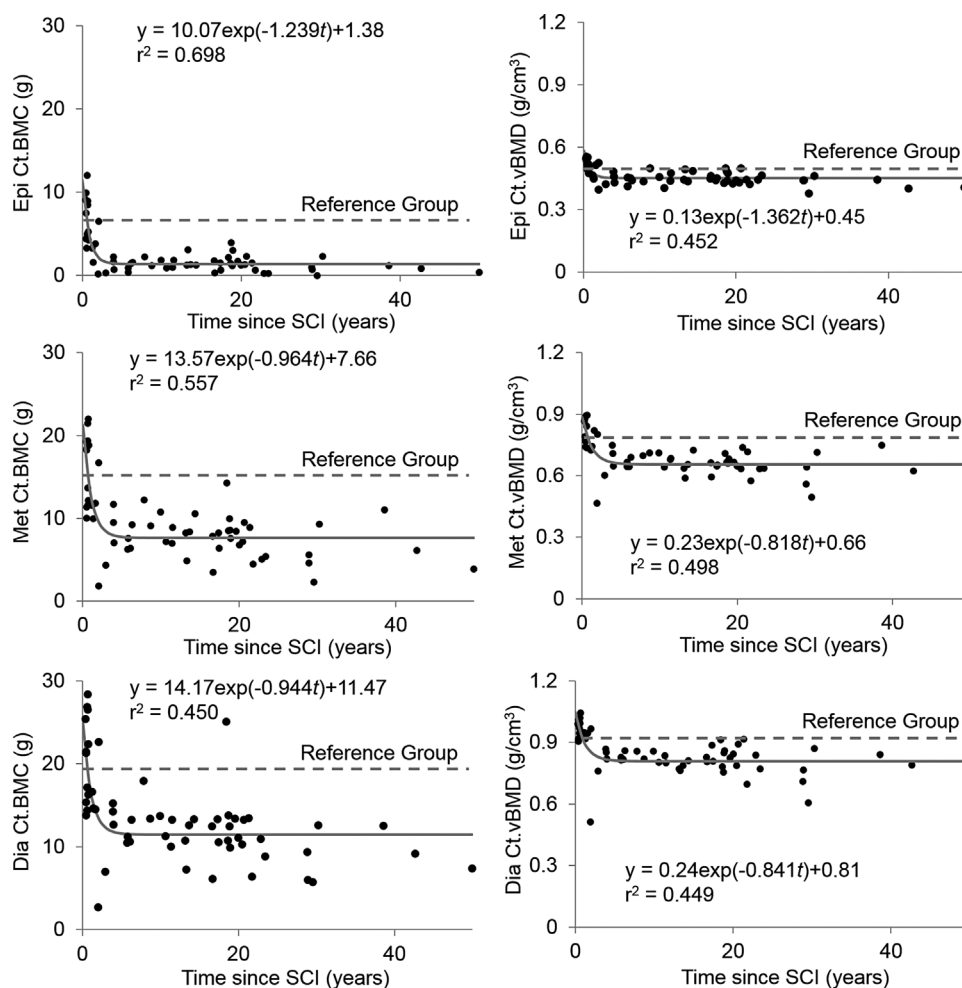 30
20
10
0
Epi Ct.BMC (g)
y = 10.07exp(-1.239t)+1.38
r² = 0.698
Reference Group
0 20 40
Time since SCI (years)
1.2
0.9
0.6
0.3
0
Epi Ct.vBMD (g/cm³)
Reference Group
y = 0.13exp(-1.362t)+0.45
r² = 0.452
0 20 40
Time since SCI (years)
30
20
10
0
Met Ct.BMC (g)
y = 13.57exp(-0.964t)+7.66
r² = 0.557
Reference Group
0 20 40
Time since SCI (years)
1.2
0.9
0.6
0.3
0
Met Ct.vBMD (g/cm³)
Reference Group
y = 0.23exp(-0.818t)+0.66
r² = 0.498
0 20 40
Time since SCI (years)
30
20
10
0
Dia Ct.BMC (g)
y = 14.17exp(-0.944t)+11.47
r² = 0.450
Reference Group
0 20 40
Time since SCI (years)
1.2
0.9
0.6
0.3
0
Dia Ct.vBMD (g/cm³)
Reference Group
y = 0.24exp(-0.841t)+0.81
r² = 0.449
0 20 40
Time since SCI (years)